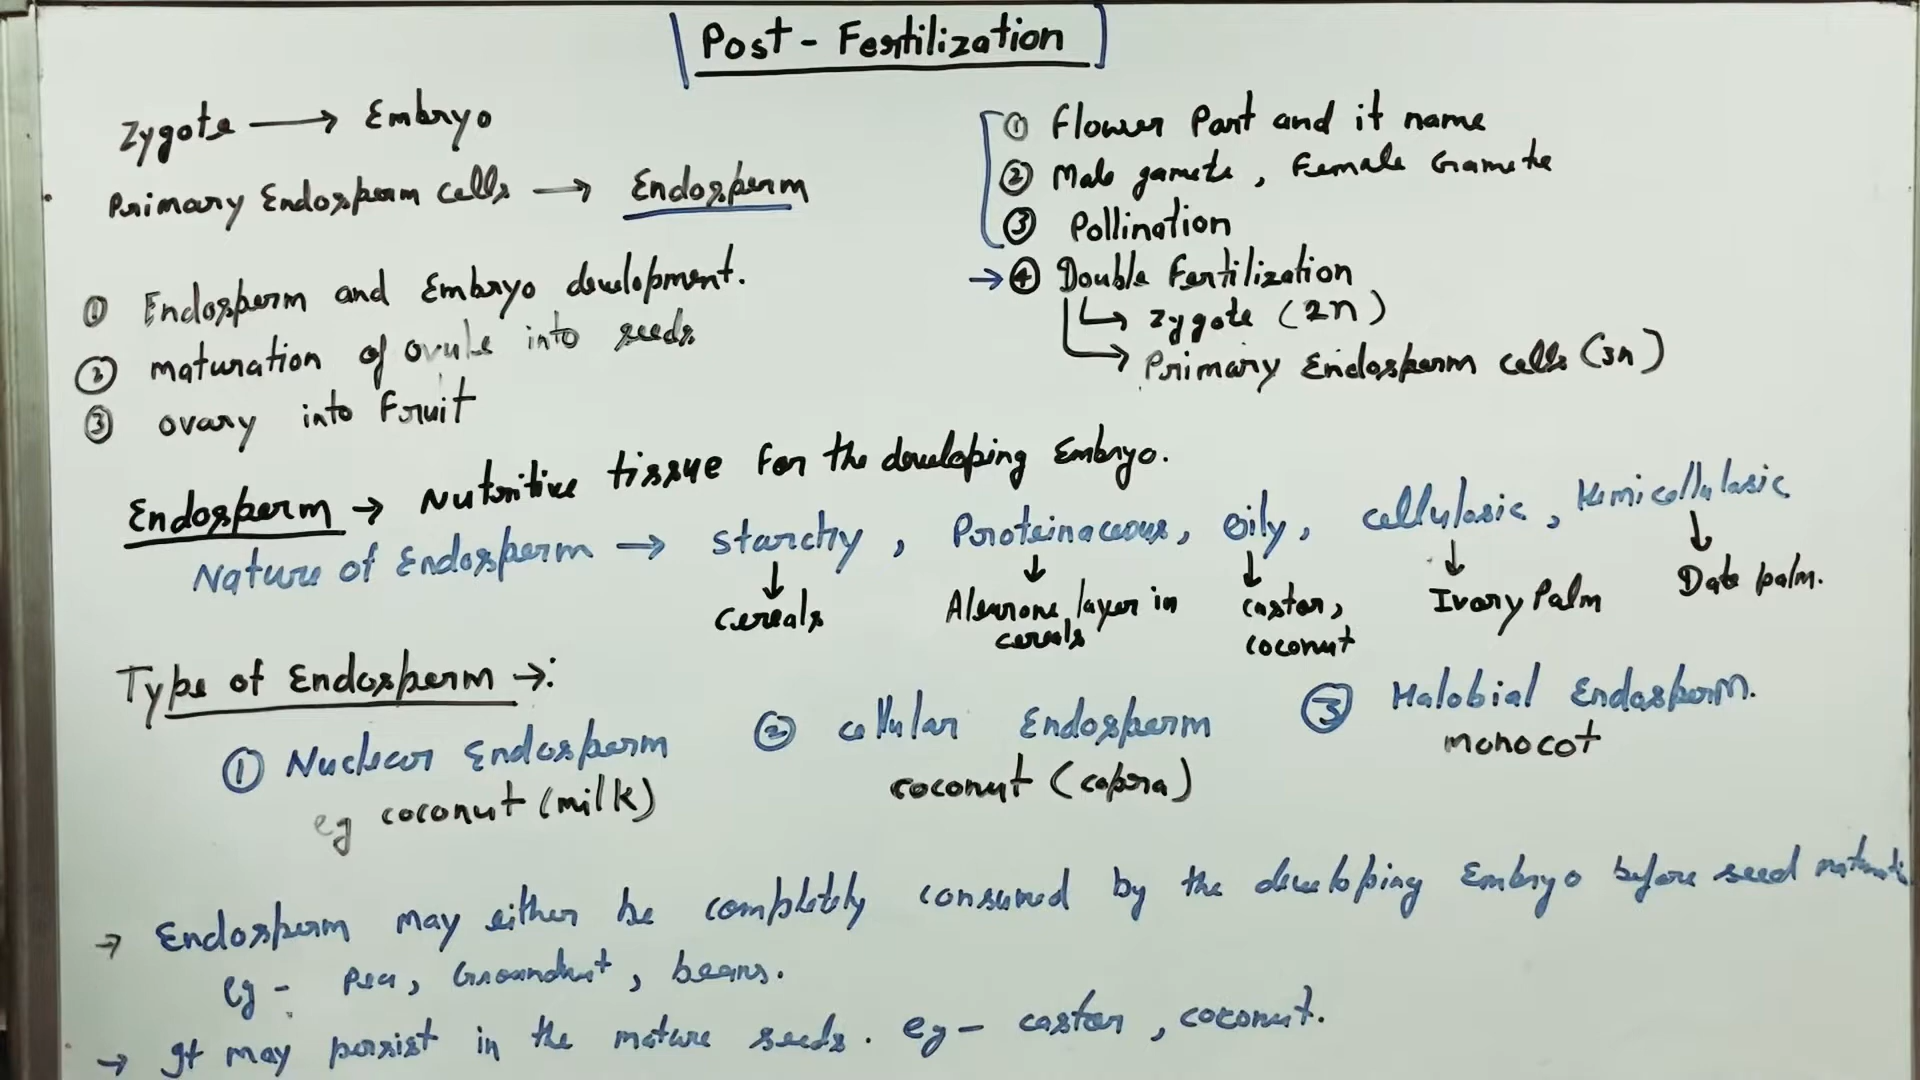 Post - Fertilization
Zygote → Embryo
Primary Endosperm cells → Endosperm
① Endosperm and Embryo development.
② maturation of ovule into seeds
③ ovary into Fruit
① Flower Part and it name
② Male gamete, Female Gamete
③ Pollination
→ ④ Double Fertilization
→ Zygote (2n)
→ Primary Endosperm cells (3n)
Endosperm → Nutritive tissue for the developing Embryo.
Nature of Endosperm → starchy, Proteinaceous, oily, cellulosic, Hemicellulosic
↓ ↓ ↓ ↓ ↓
cereals Aleurone layer in castor, Ivory Palm Date palm.
cereals coconut
Type of Endosperm →:
① Nuclear Endosperm ② cellular Endosperm ③ Halobial Endosperm.
eg coconut (milk) coconut (copra) monocot
→ Endosperm may either be completely consumed by the developing Embryo before seed
eg - Pea, Groundnut, beans.
→ It may persist in the mature seeds. eg - castor, coconut.